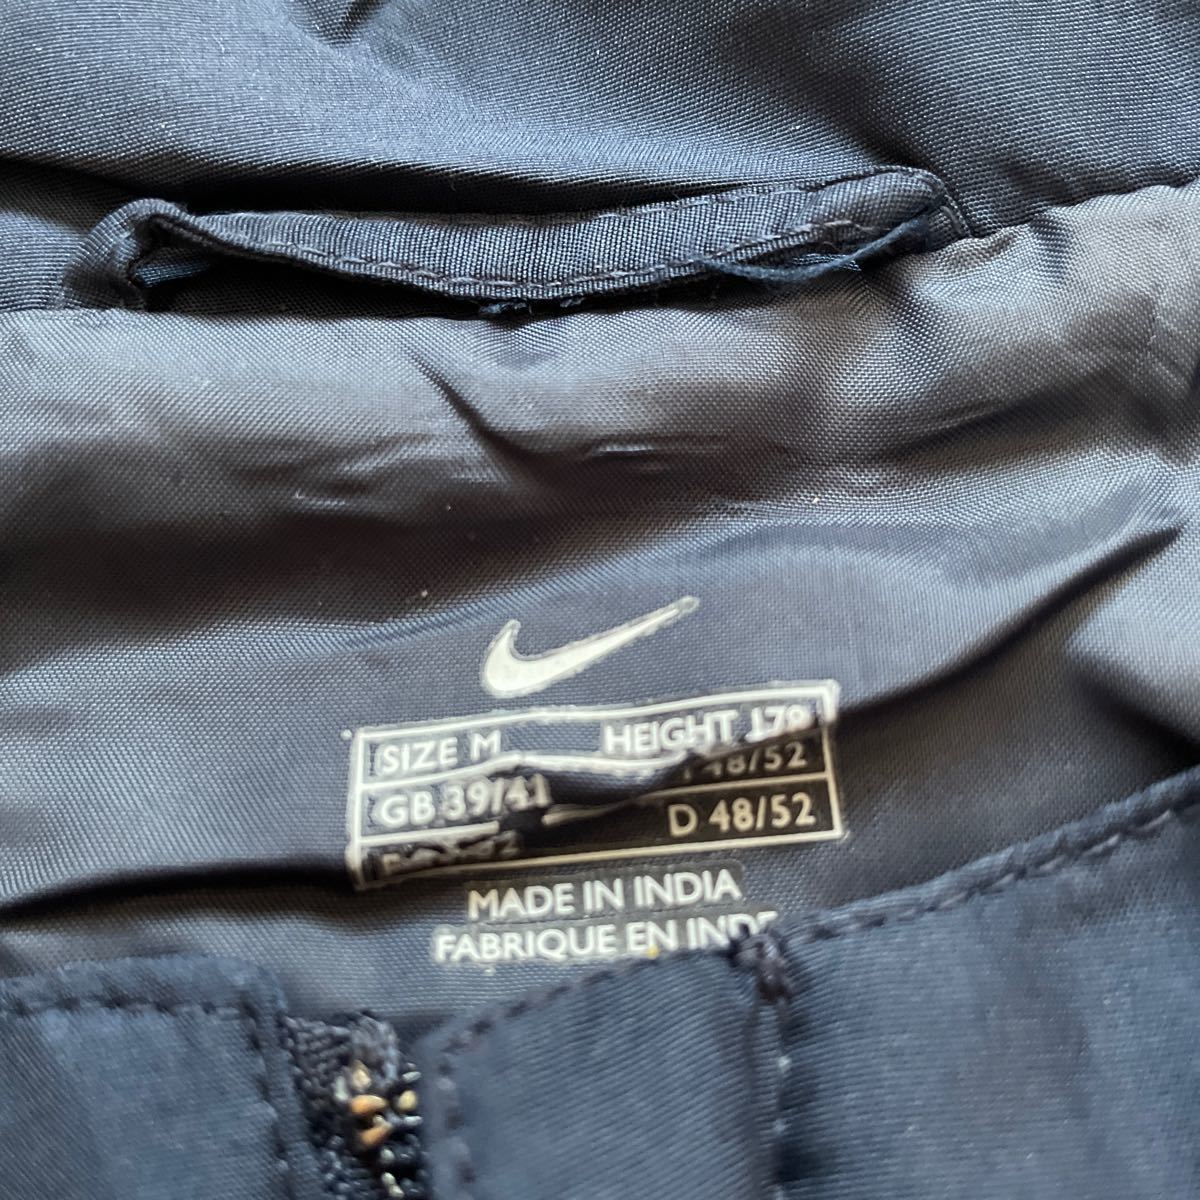 SIZE M HEIGHT 179
GB 39/41 48/52
D 48/52
MADE IN INDIA
FABRIQUE EN INDE